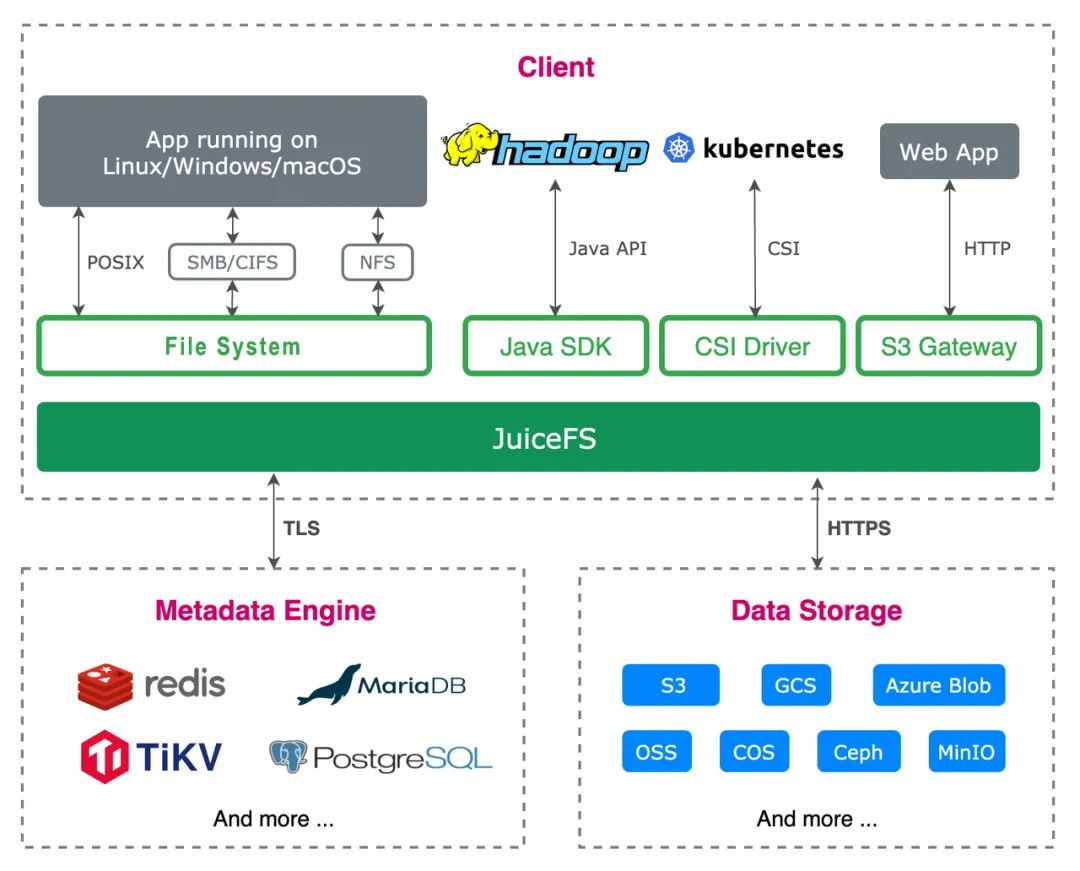 Client
App running on
Linux/Windows/macOS
hadoop
kubernetes
Web App
POSIX
SMB/CIFS
NFS
Java API
CSI
HTTP
File System
Java SDK
CSI Driver
S3 Gateway
JuiceFS
TLS
HTTPS
Metadata Engine
redis
MariaDB
TiKV
PostgreSQL
And more ...
Data Storage
S3
GCS
Azure Blob
OSS
COS
Ceph
MinIO
And more ...